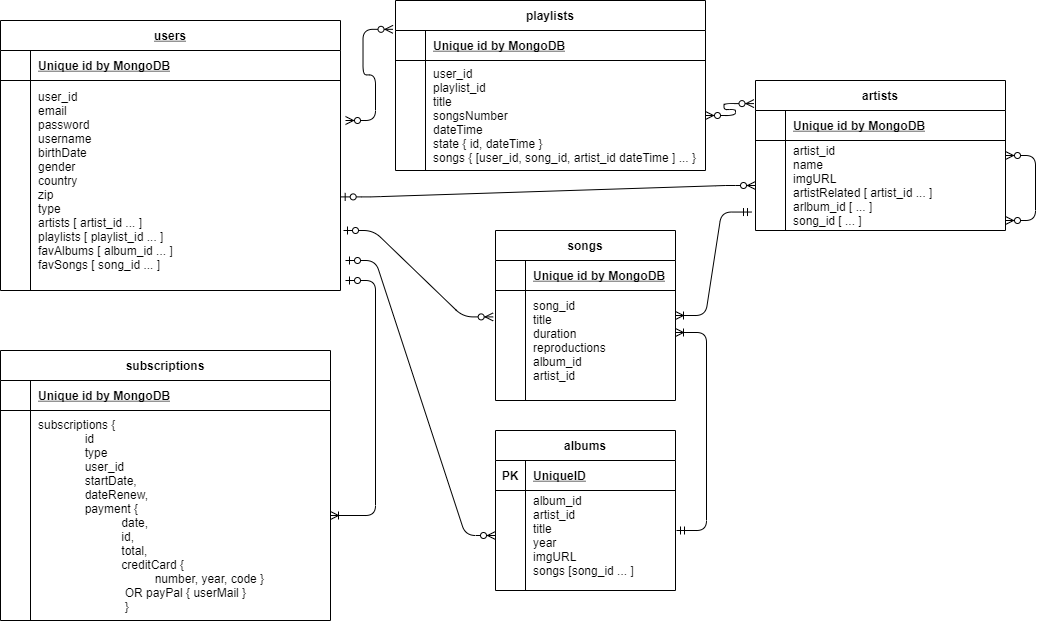 users
Unique id by MongoDB
user_id
email
password
username
birthDate
gender
country
zip
type
artists [ artist_id ... ]
playlists [ playlist_id ... ]
favAlbums [ album_id ... ]
favSongs [ song_id ... ]
playlists
Unique id by MongoDB
user_id
playlist_id
title
songsNumber
dateTime
state { id, dateTime }
songs { [user_id, song_id, artist_id dateTime ] ... }
artists
Unique id by MongoDB
artist_id
name
imgURL
artistRelated [ artist_id ... ]
arlbum_id [ ... ]
song_id [ ... ]
songs
Unique id by MongoDB
song_id
title
duration
reproductions
album_id
artist_id
subscriptions
Unique id by MongoDB
subscriptions {
id
type
user_id
startDate,
dateRenew,
payment {
date,
id,
total,
creditCard {
number, year, code }
OR payPal { userMail }
}
albums
PK UniqueID
album_id
artist_id
title
year
imgURL
songs [song_id ... ]